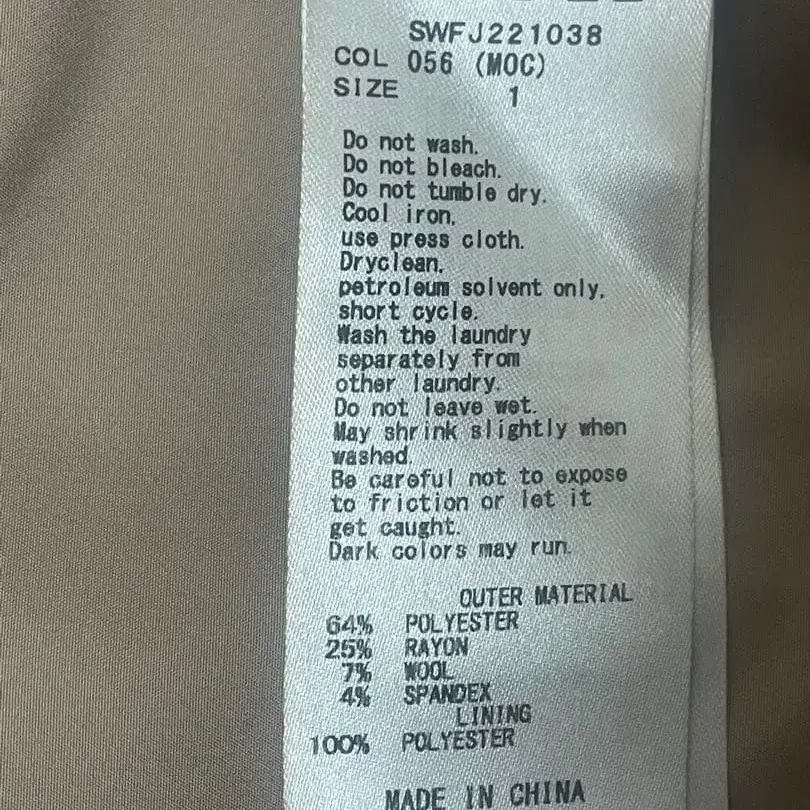 SWFJ221038
COL 056 (MOC)
SIZE 1
Do not wash.
Do not bleach.
Do not tumble dry.
Cool iron,
use press cloth.
Dryclean,
petroleum solvent only,
short cycle.
Wash the laundry
separately from
other laundry.
Do not leave wet.
May shrink slightly when
washed
Be careful not to expose
to friction or let it
get caught.
Dark colors may run.
OUTER MATERIAL
64% POLYESTER
25% RAYON
7% WOOL
4% SPANDEX
LINING
100% POLYESTER
MADE IN CHINA